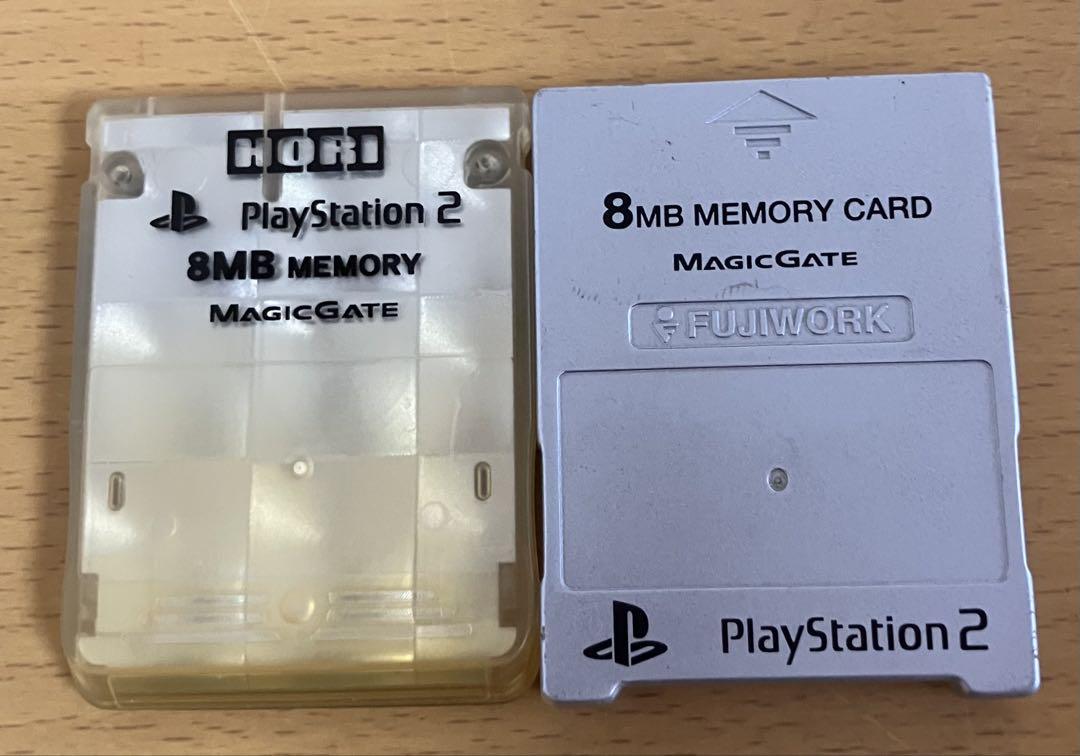 HORI
PlayStation 2
8MB MEMORY
MAGICGATE
8MB MEMORY CARD
MAGICGATE
FUJIWORK
PlayStation 2